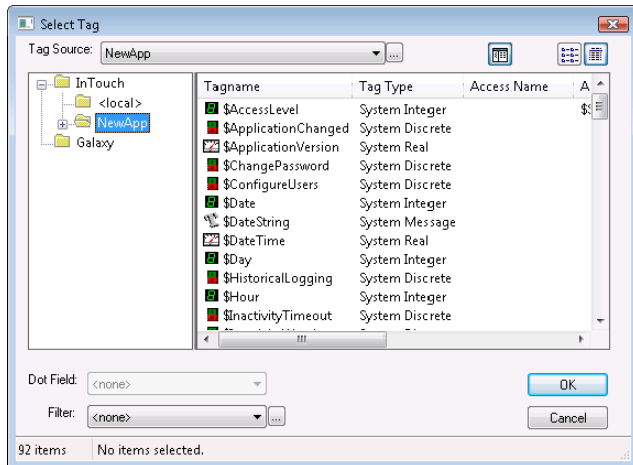 Select Tag
Tag Source: NewApp ...
InTouch
<local>
NewApp
Galaxy
Tagname Tag Type Access Name A
$AccessLevel System Integer
$ApplicationChanged System Discrete
$ApplicationVersion System Real
$ChangePassword System Discrete
$ConfigureUsers System Discrete
$Date System Integer
$DateString System Message
$DateTime System Real
$Day System Integer
$HistoricalLogging System Discrete
$Hour System Integer
$InactivityTimeout System Discrete
Dot Field: <none>
OK
Filter: <none> ...
Cancel
92 items No items selected.